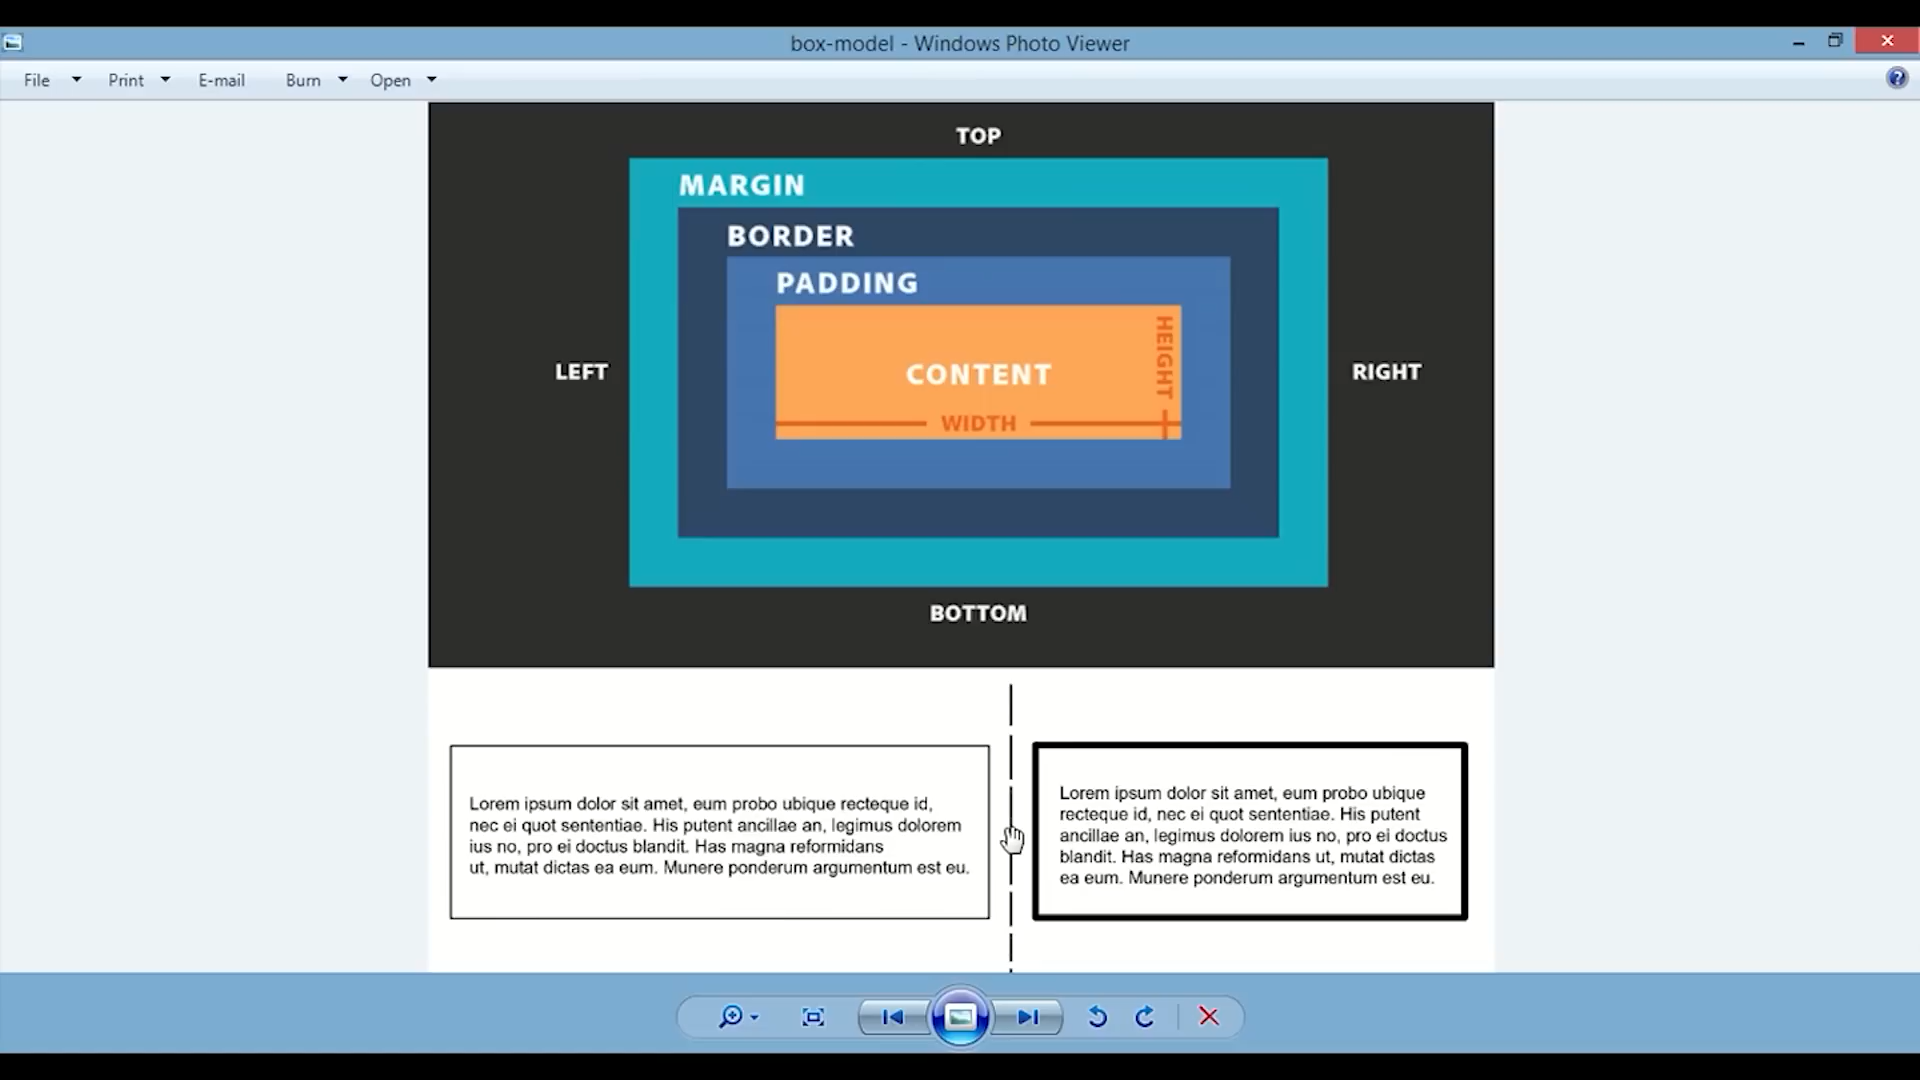 box-model - Windows Photo Viewer
File Print E-mail Burn Open
TOP
MARGIN
BORDER
PADDING
HEIGHT
LEFT
CONTENT
RIGHT
WIDTH
BOTTOM
Lorem ipsum dolor sit amet, eum probo ubique recteque id,
nec ei quot sententiae. His putent ancillae an, legimus dolorem
ius no, pro ei doctus blandit. Has magna reformidans
ut, mutat dictas ea eum. Munere ponderum argumentum est eu.
Lorem ipsum dolor sit amet, eum probo ubique
recteque id, nec ei quot sententiae. His putent
ancillae an, legimus dolorem ius no, pro ei doctus
blandit. Has magna reformidans ut, mutat dictas
ea eum. Munere ponderum argumentum est eu.